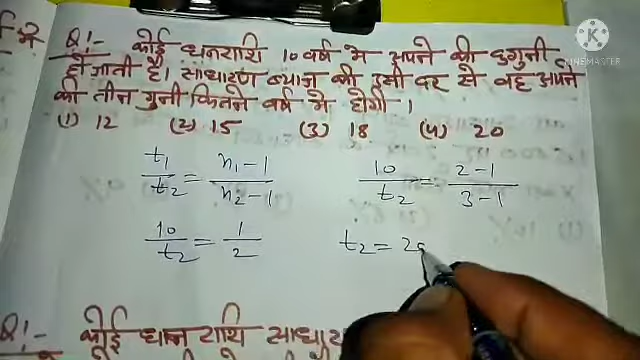 KINEMASTER
Q1:- कोई धनराशि 10 वर्ष मे अपने की दुगुनी
हो जाती है। साधारण ब्याज की उसी दर से वह अपने
की तीन गुनी कितने वर्ष मे होगी।
(1) 12 (2) 15 (3) 18 (4) 20
t1/t2 = n1-1/n2-1
10/t2 = 2-1/3-1
10/t2 = 1/2
t2 = 20
Q1:- कोई धन राशि